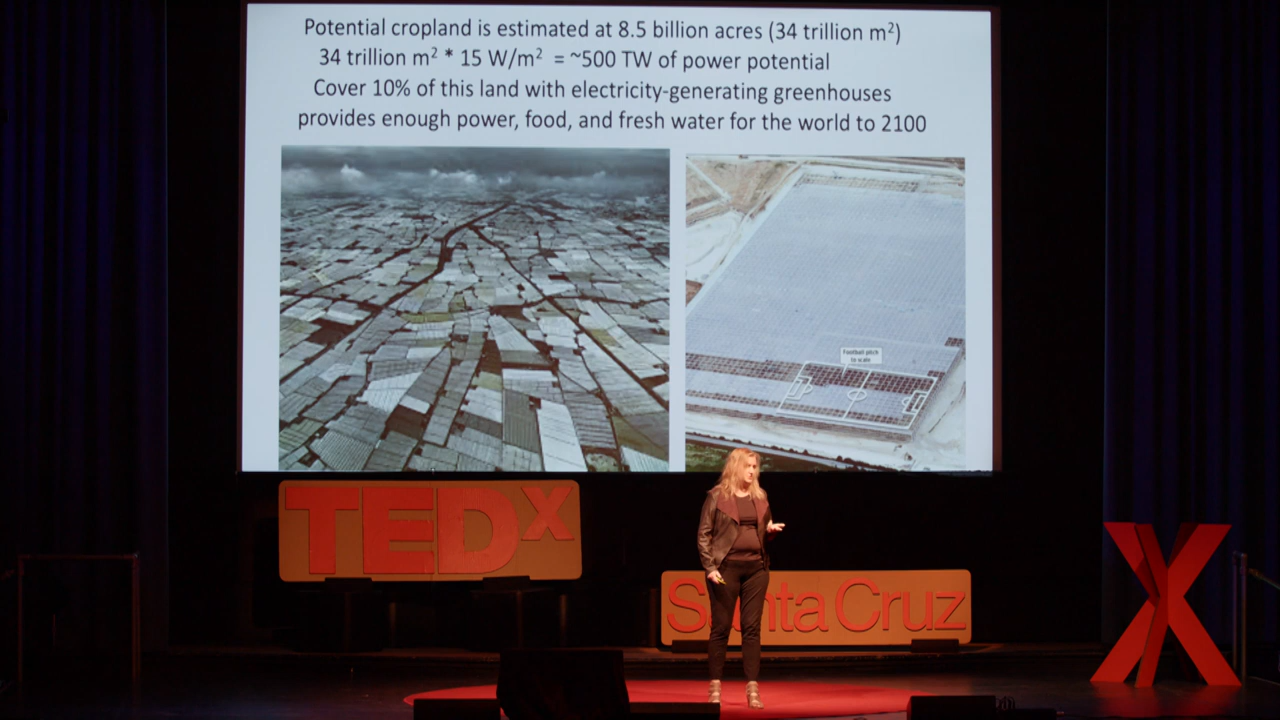 Potential cropland is estimated at 8.5 billion acres (34 trillion m²)
34 trillion m² * 15 W/m² = ~500 TW of power potential
Cover 10% of this land with electricity-generating greenhouses
provides enough power, food, and fresh water for the world to 2100
Football pitch
to scale
TEDx
Santa Cruz
X